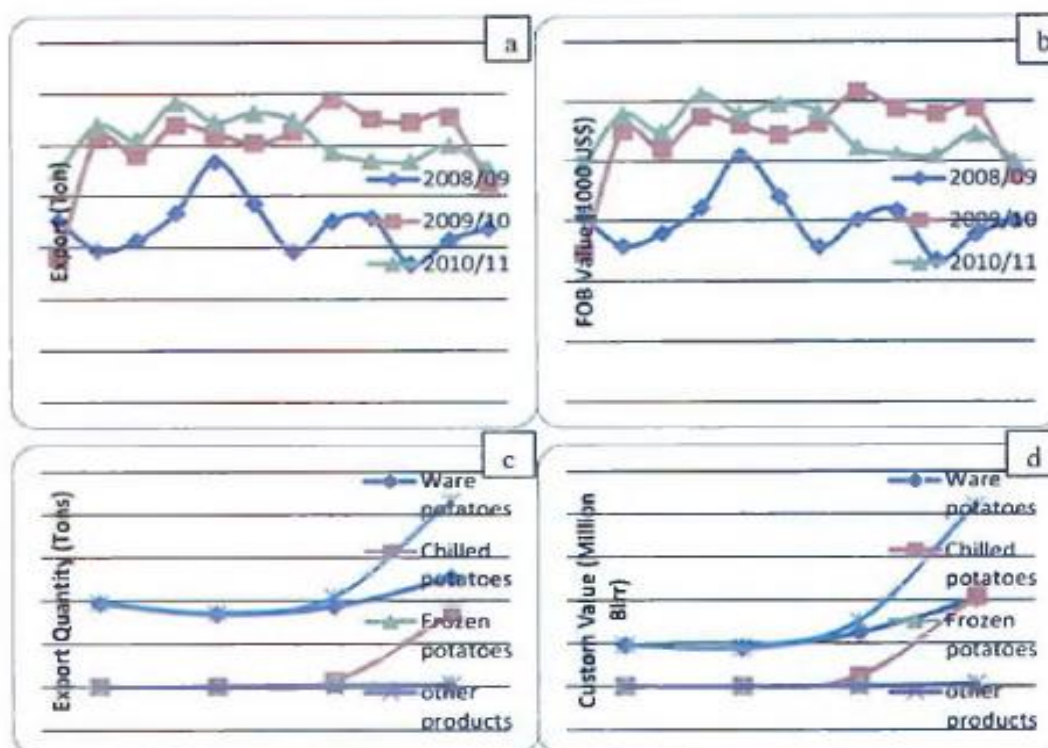 a
Export (Ton)
2008/09
2009/10
2010/11
b
FOB Value (1000 US$)
2008/09
2009/10
2010/11
c
Export Quantity (Tons)
Ware
potatoes
Chilled
potatoes
Frozen
potatoes
other
products
d
Custom Value (Million
Birr)
Ware
potatoes
Chilled
potatoes
Frozen
potatoes
other
products